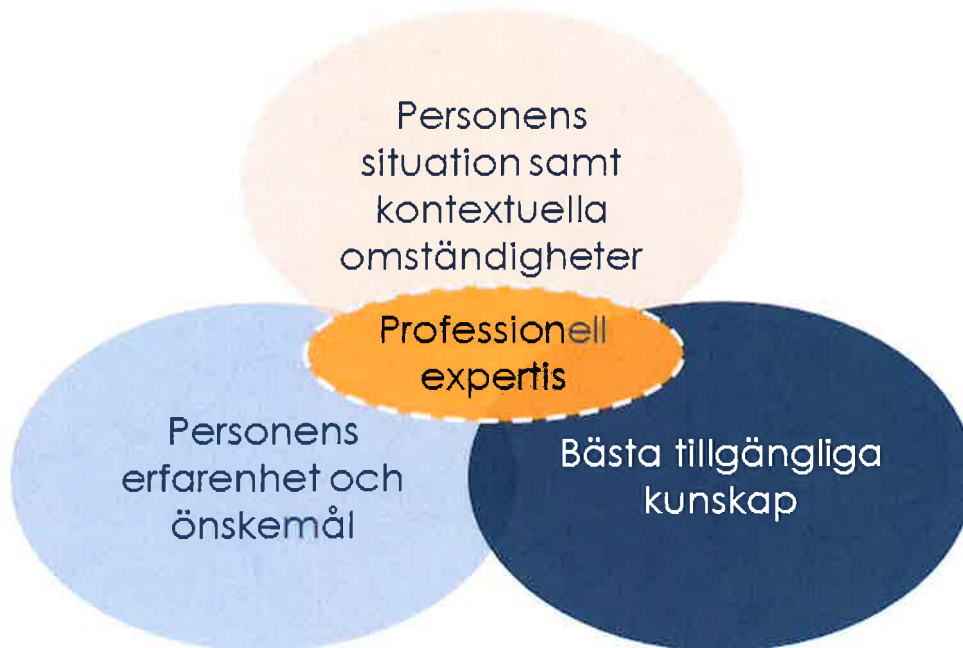 Personens
situation samt
kontextuella
omständigheter
Professionell
expertis
Personens
erfarenhet och
önskemål
Bästa tillgängliga
kunskap